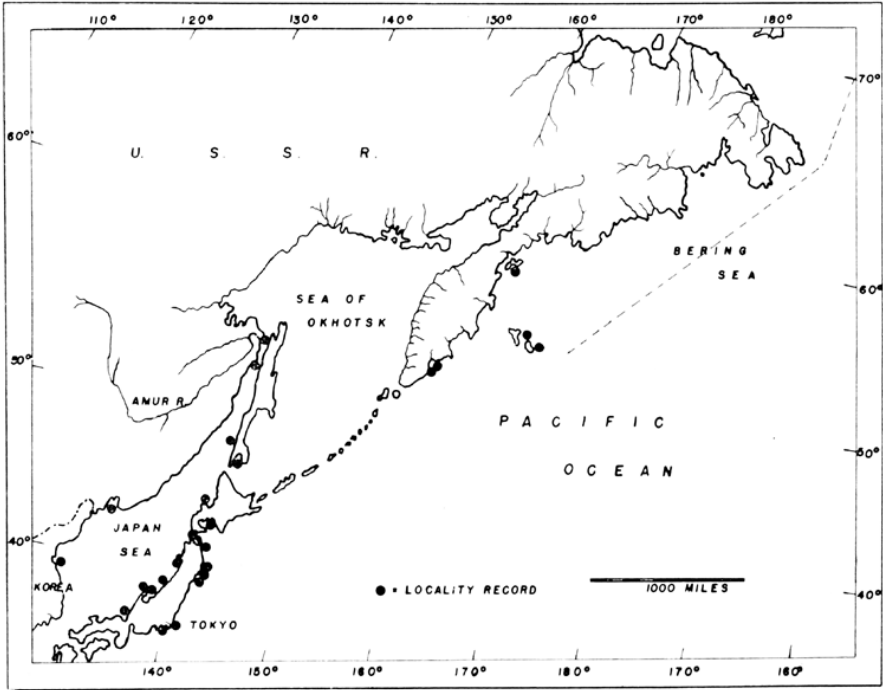 110° 120° 130° 140° 150° 160° 170° 180°
70°
60°
U. S. S. R.
BERING
SEA
SEA OF
OKHOTSK
60°
50°
AMUR R.
PACIFIC
OCEAN
50°
JAPAN
SEA
40°
KOREA
● = LOCALITY RECORD
1000 MILES
40°
TOKYO
140° 150° 160° 170° 180° 170° 160°